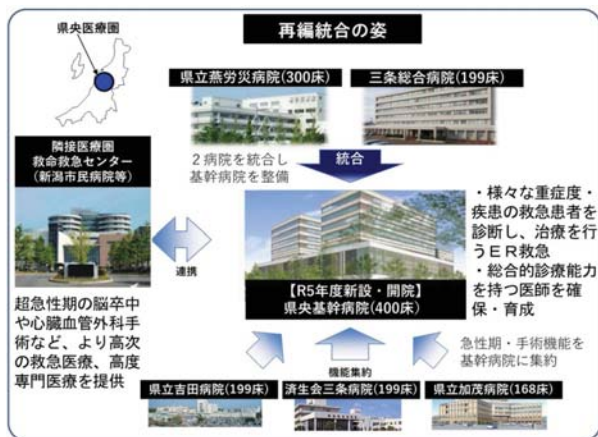 再編統合の姿
県央医療圏
県立燕労災病院(300床)
三条総合病院(199床)
隣接医療圏
救命救急センター
(新潟市民病院等)
2病院を統合し
基幹病院を整備
統合
・様々な重症度・
疾患の救急患者を
診断し、治療を行
うER救急
・総合的診療能力
を持つ医師を確
保・育成
連携
【R5年度新設・開院】
県央基幹病院(400床)
超急性期の脳卒中
や心臓血管外科手
術など、より高次
の救急医療、高度
専門医療を提供
急性期・手術機能を
基幹病院に集約
機能集約
県立吉田病院(199床)
済生会三条病院(199床)
県立加茂病院(168床)